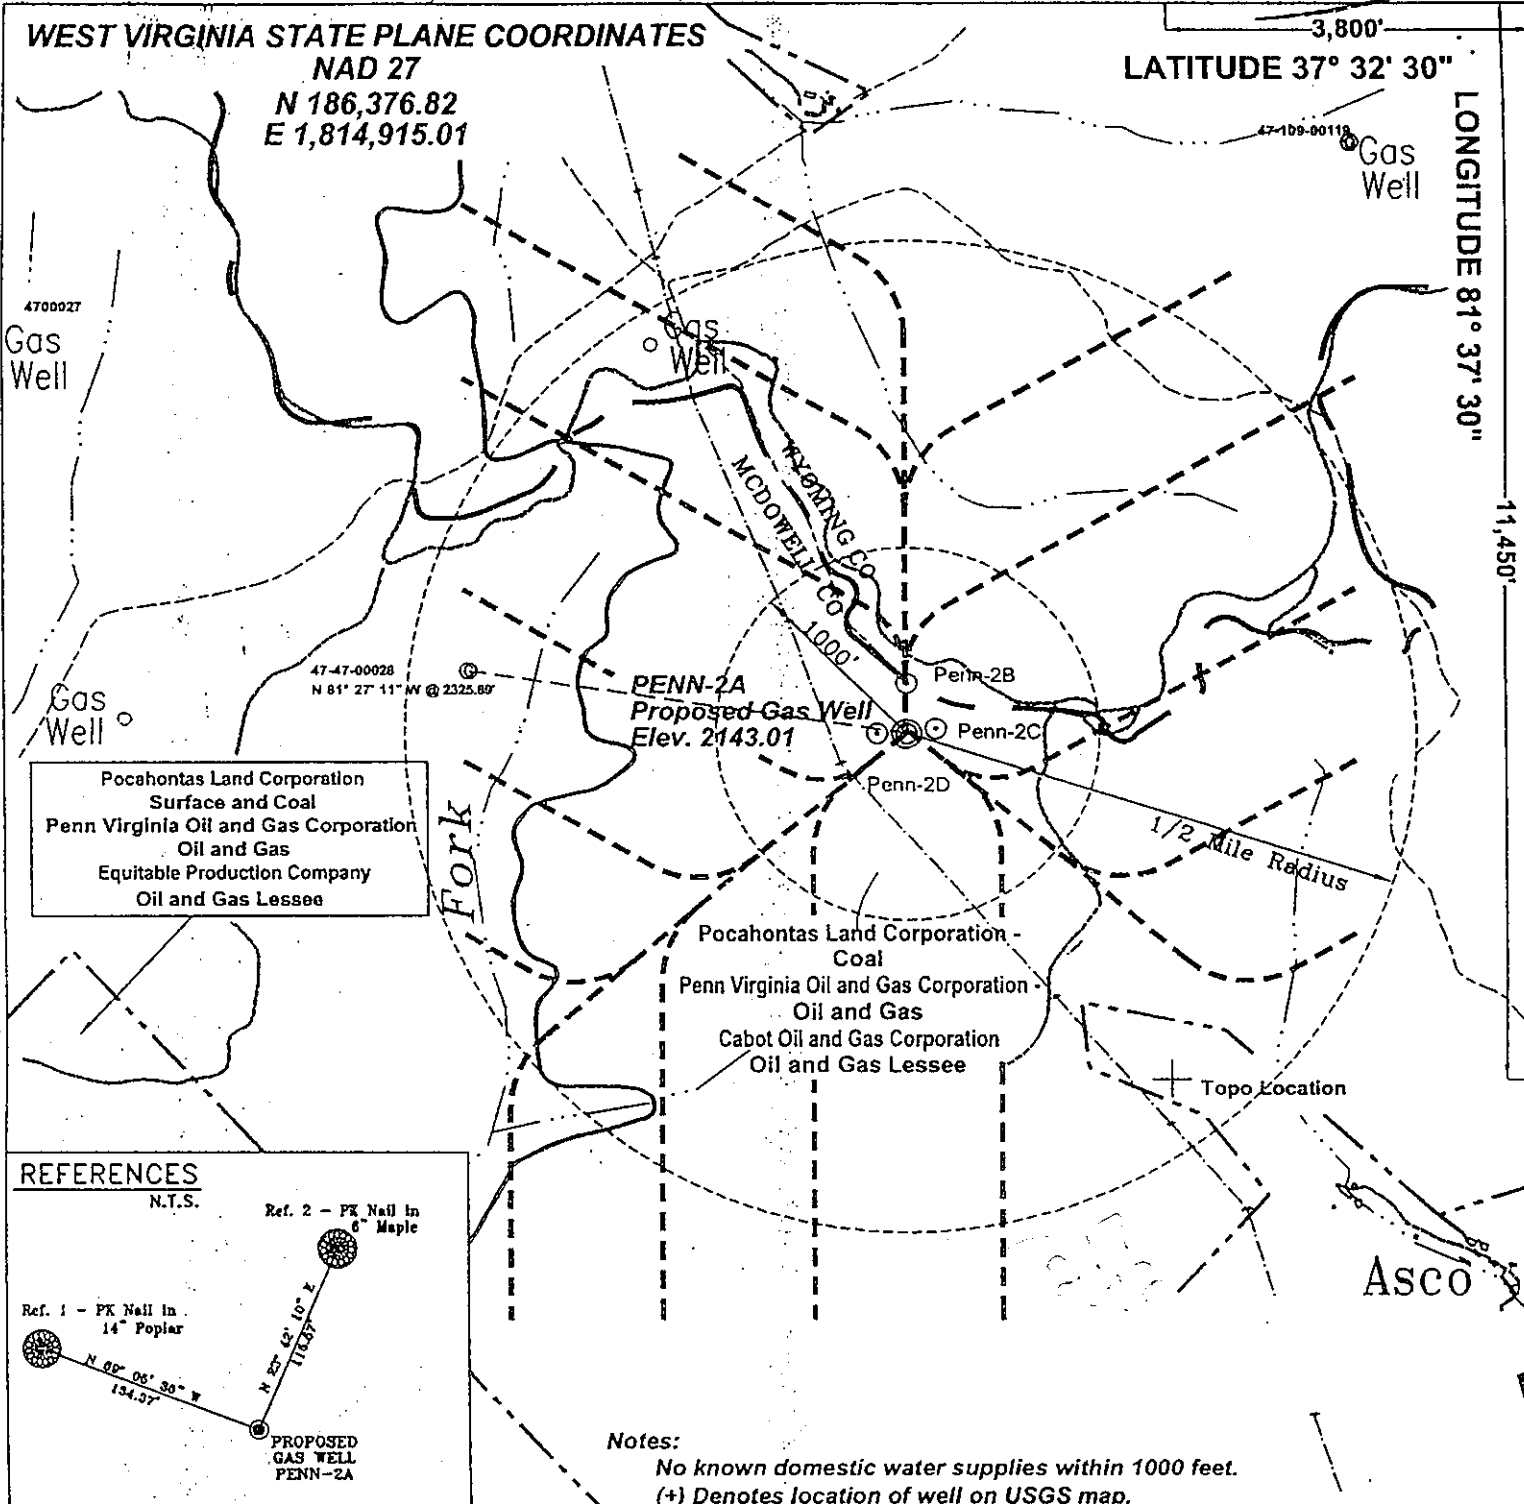 WEST VIRGINIA STATE PLANE COORDINATES
NAD 27
N 186,376.82
E 1,814,915.01
3,800'
LATITUDE 37° 32' 30"
LONGITUDE 81° 37' 30"
11,450'
47-109-00119
Gas
Well
4700027
Gas
Well
Gas
Well
WYOMING CO
MCDOWELL CO
1000'
47-47-00028
N 81° 27' 11" W @ 2325.89'
Gas
Well
PENN-2A
Proposed Gas Well
Elev. 2143.01
Penn-2B
Penn-2C
Penn-2D
1/2 Mile Radius
Pocahontas Land Corporation
Surface and Coal
Penn Virginia Oil and Gas Corporation
Oil and Gas
Equitable Production Company
Oil and Gas Lessee
Fork
Pocahontas Land Corporation -
Coal
Penn Virginia Oil and Gas Corporation -
Oil and Gas
Cabot Oil and Gas Corporation
Oil and Gas Lessee
Topo Location
Asco
REFERENCES
N.T.S.
Ref. 2 - PK Nail in
6" Maple
Ref. 1 - PK Nail in
14" Poplar
N 23° 42' 10" E
N 69° 06' 36" W
134.37'
PROPOSED
GAS WELL
PENN-2A
Notes:
No known domestic water supplies within 1000 feet.
(+) Denotes location of well on USGS map.